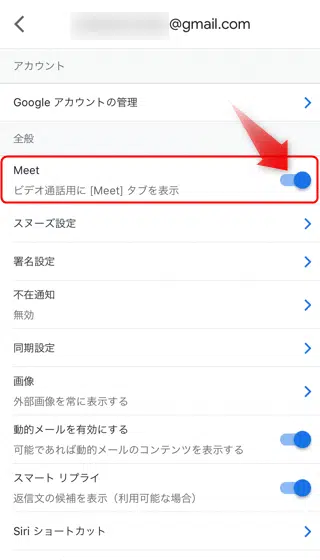 @gmail.com
アカウント
Google アカウントの管理
全般
Meet
ビデオ通話用に [Meet] タブを表示
スヌーズ設定
署名設定
不在通知
無効
同期設定
画像
外部画像を常に表示する
動的メールを有効にする
可能であれば動的メールのコンテンツを表示する
スマート リプライ
返信文の候補を表示（利用可能な場合）
Siri ショートカット